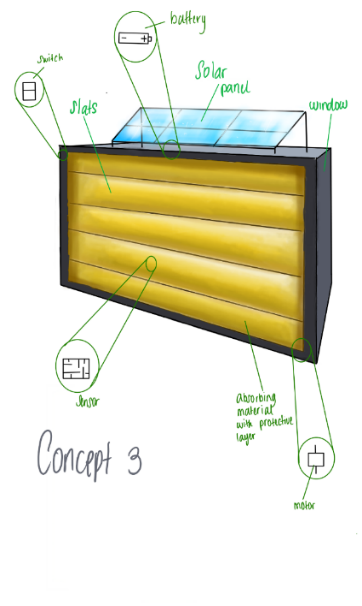 battery
switch
Solar
panel
slats
window
sensor
absorbing
material
with protective
layer
Concept 3
motor